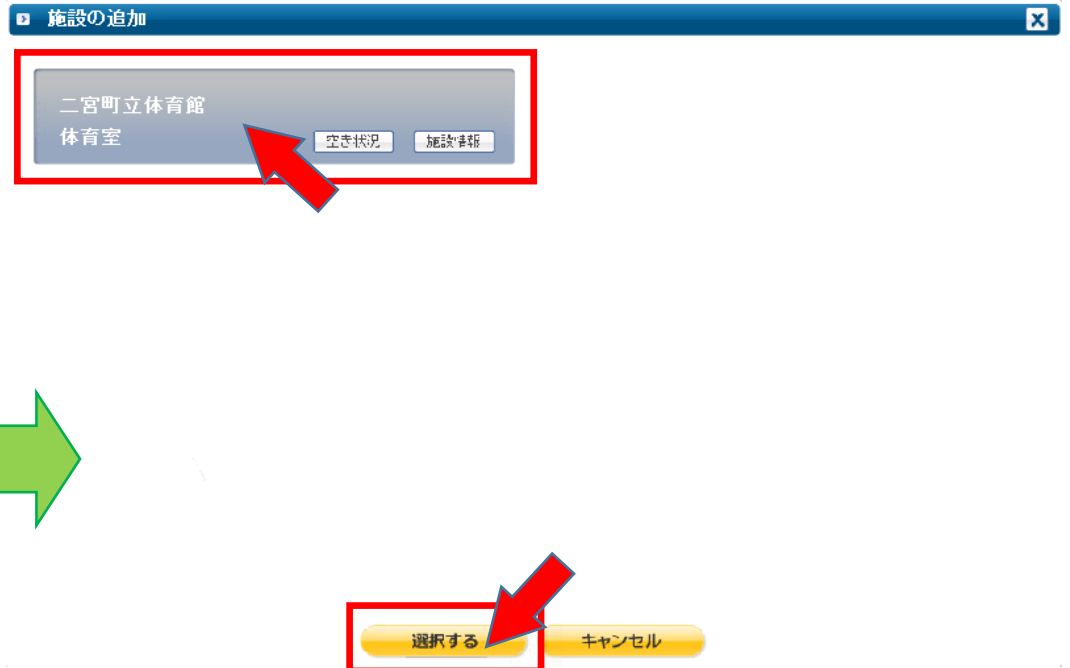 施設の追加
二宮町立体育館
体育室
空き状況 施設情報
選択する キャンセル